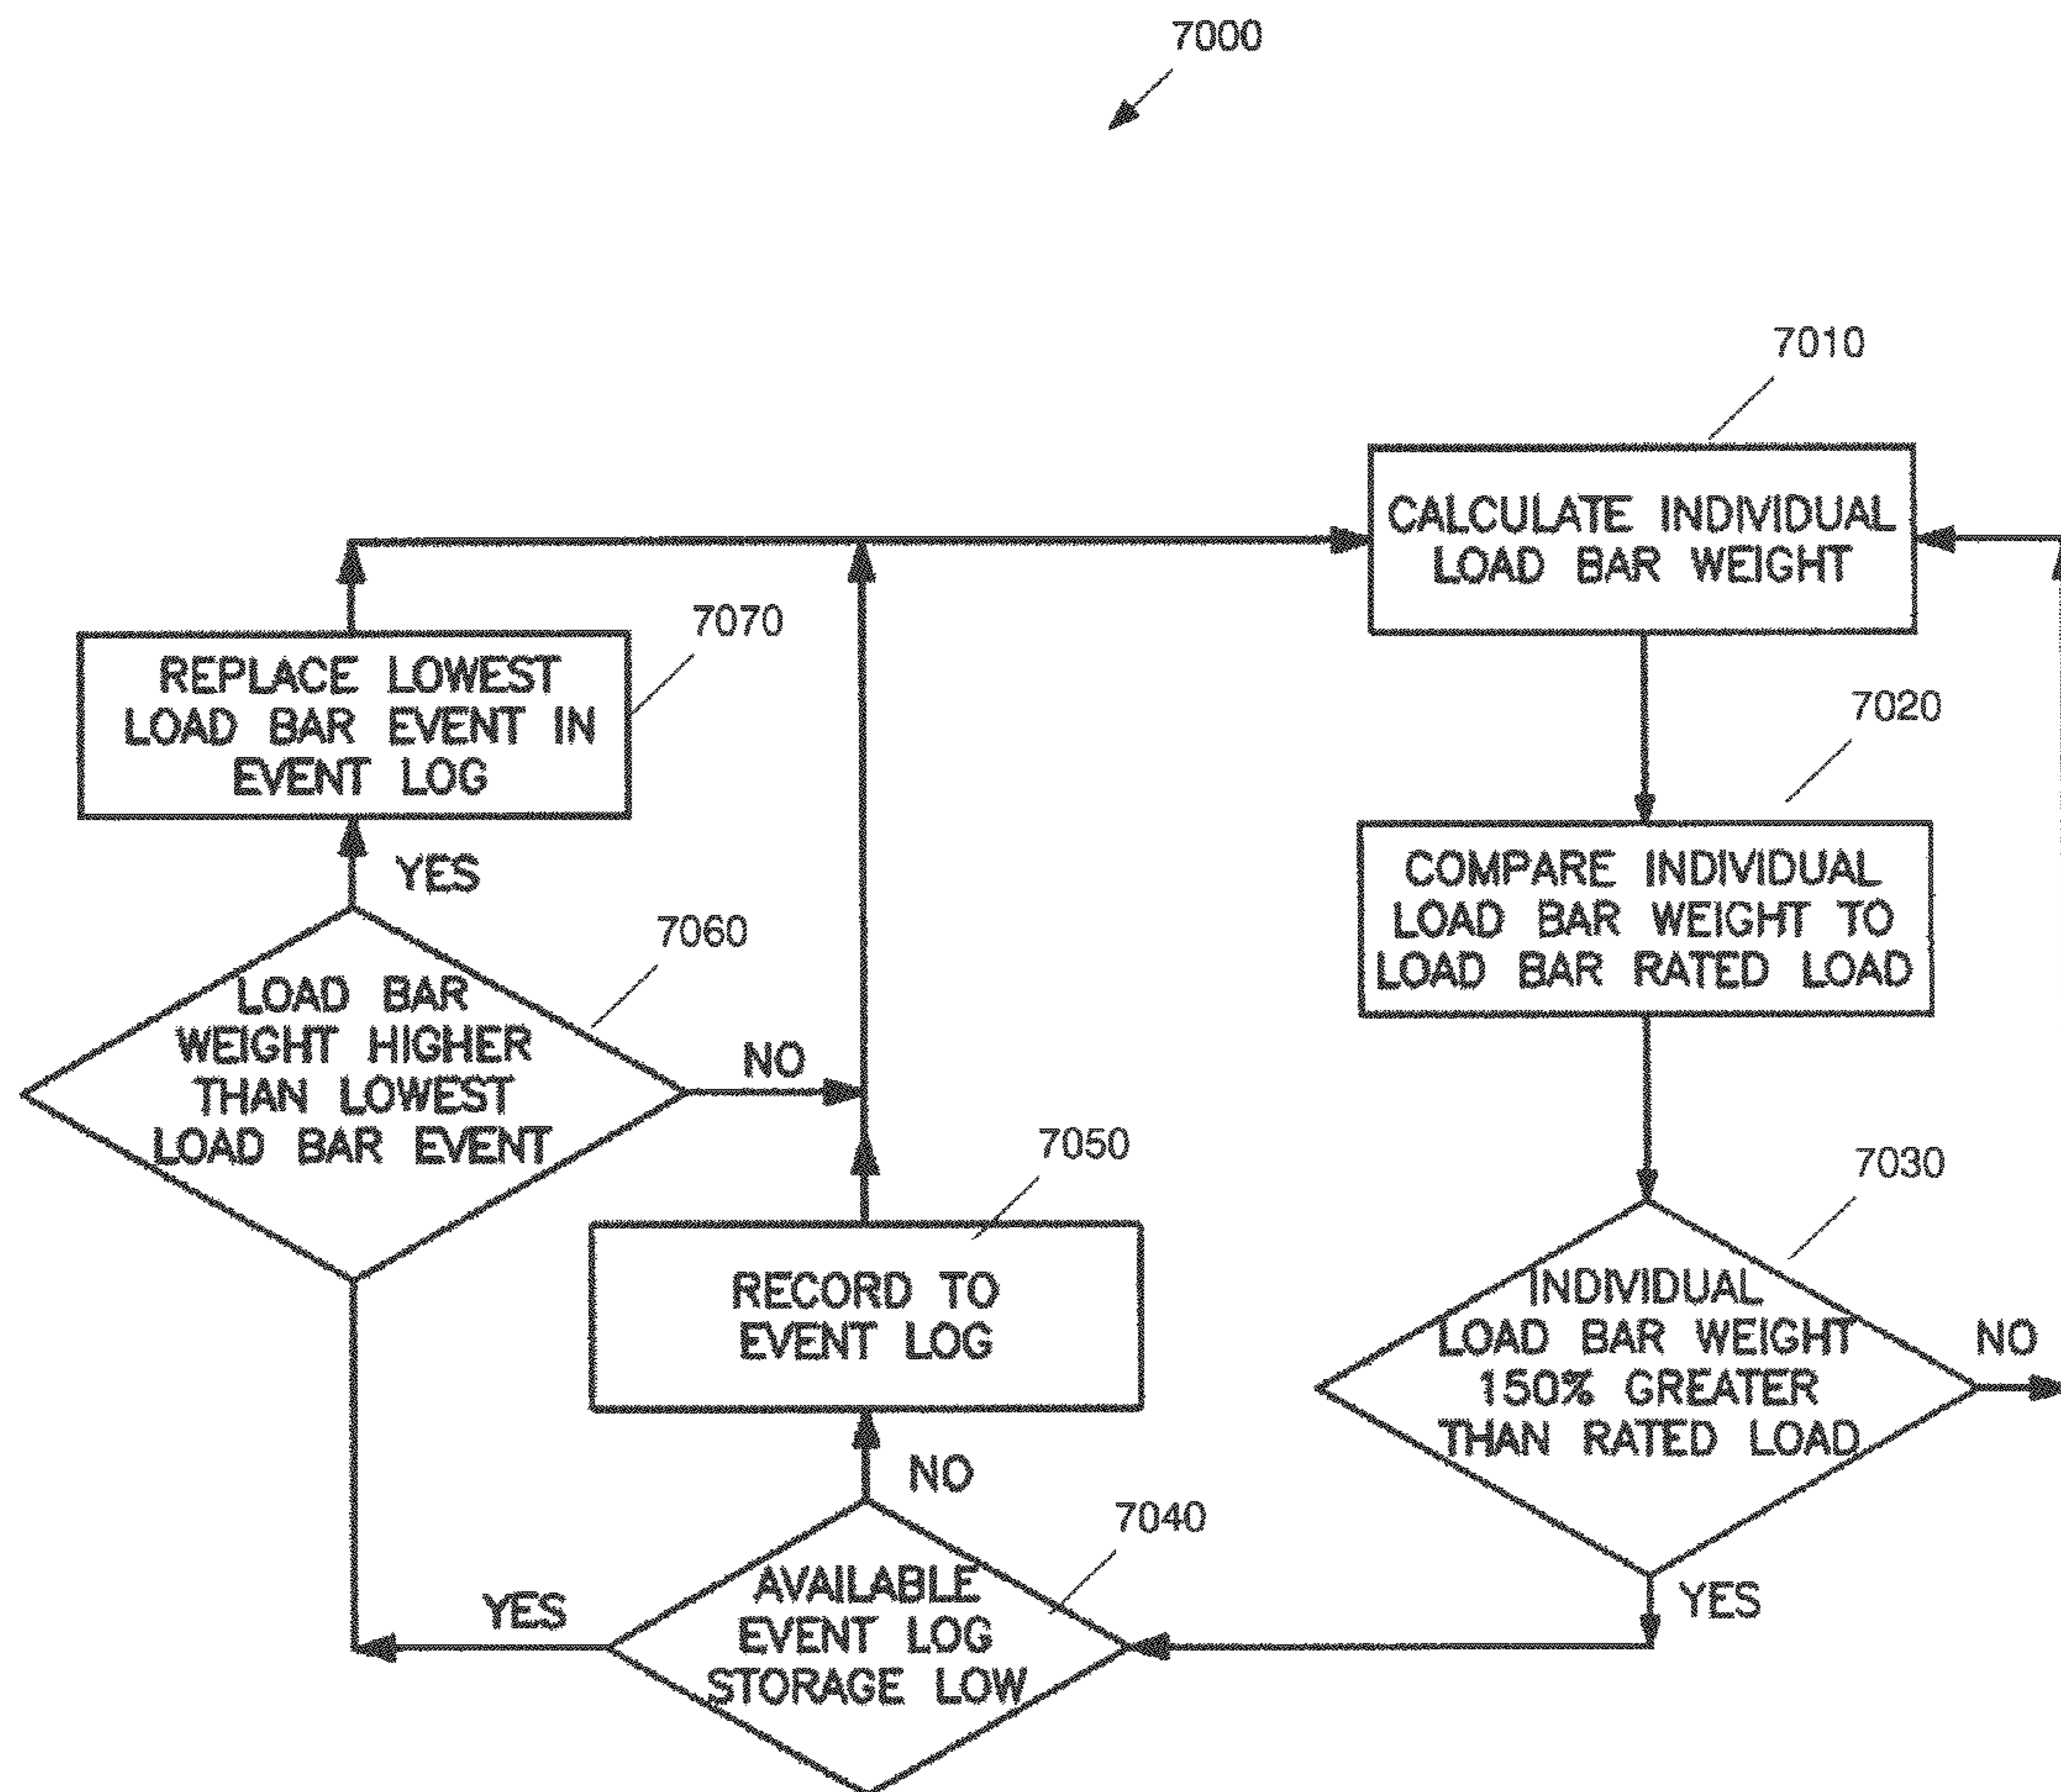 7000
7010
CALCULATE INDIVIDUAL
LOAD BAR WEIGHT
7070
REPLACE LOWEST
LOAD BAR EVENT IN
EVENT LOG
7020
COMPARE INDIVIDUAL
LOAD BAR WEIGHT TO
LOAD BAR RATED LOAD
YES
7060
LOAD BAR
WEIGHT HIGHER
THAN LOWEST
LOAD BAR EVENT
NO
7050
RECORD TO
EVENT LOG
7030
INDIVIDUAL
LOAD BAR WEIGHT
150% GREATER
THAN RATED LOAD
NO
NO
7040
AVAILABLE
EVENT LOG
STORAGE LOW
YES
YES